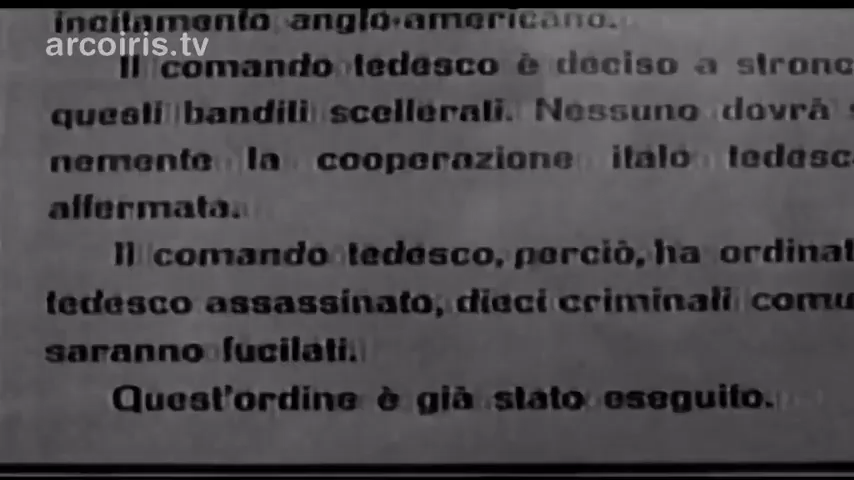 incitamento anglo-americano.
arcoiris.tv
Il comando tedesco è deciso a stronc
questi banditi scellerati. Nessuno dovrà s
nemente la cooperazione italo tedesca
affermata.
Il comando tedesco, perciò, ha ordinat
tedesco assassinato, dieci criminali comu
saranno fucilati.
Quest'ordine è già stato eseguito.